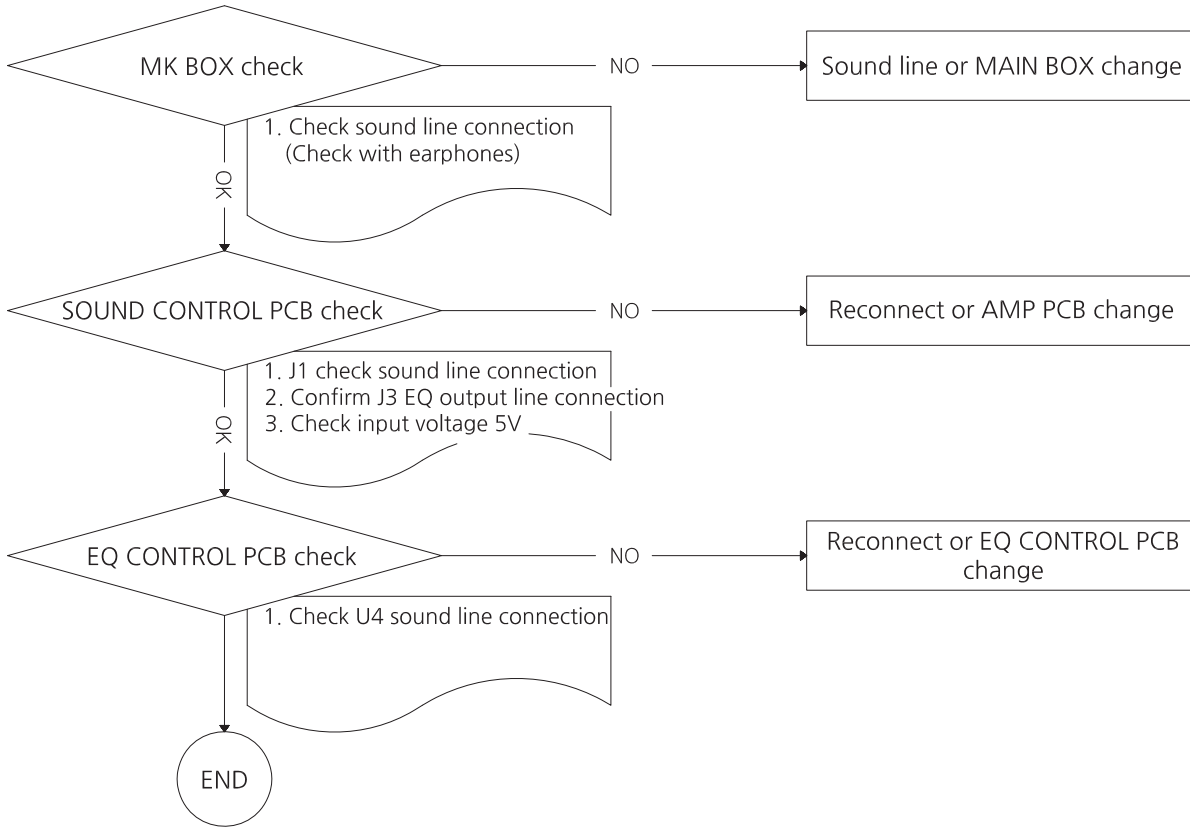 MK BOX check
NO
Sound line or MAIN BOX change
1. Check sound line connection
(Check with earphones)
OK
SOUND CONTROL PCB check
NO
Reconnect or AMP PCB change
1. J1 check sound line connection
2. Confirm J3 EQ output line connection
3. Check input voltage 5V
OK
EQ CONTROL PCB check
NO
Reconnect or EQ CONTROL PCB
change
1. Check U4 sound line connection
END